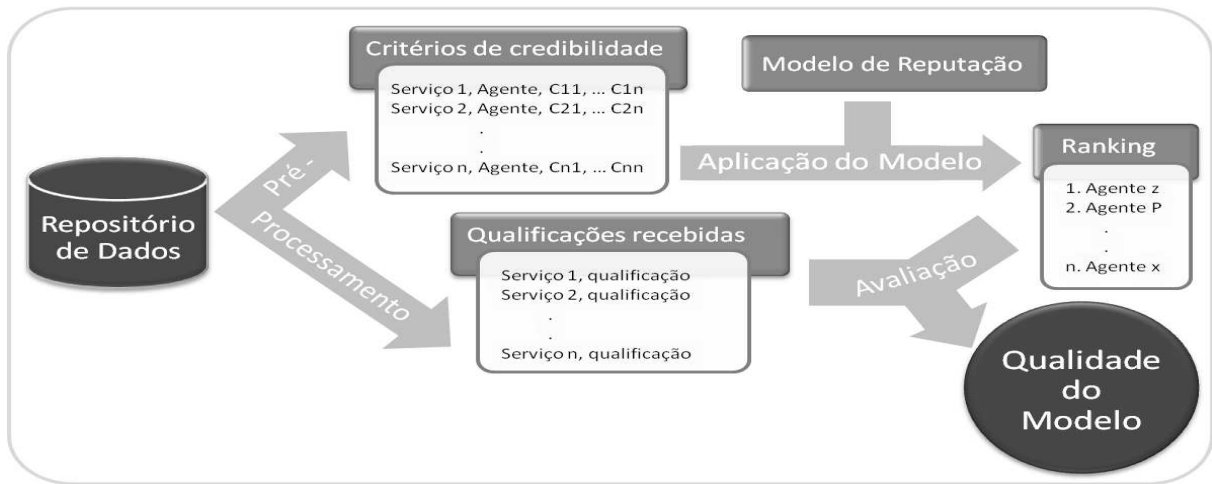 Repositório
de Dados
Pré -
Processamento
Critérios de credibilidade
Serviço 1, Agente, C11, ... C1n
Serviço 2, Agente, C21, ... C2n
.
.
Serviço n, Agente, Cn1, ... Cnn
Qualificações recebidas
Serviço 1, qualificação
Serviço 2, qualificação
.
.
Serviço n, qualificação
Modelo de Reputação
Aplicação do Modelo
Ranking
1. Agente z
2. Agente P
.
.
n. Agente x
Avaliação
Qualidade
do
Modelo